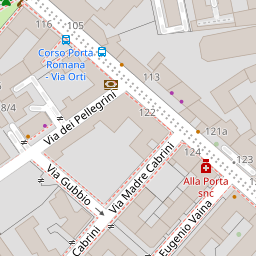 116
105
Corso Porta
Romana
- Via Orti
113
8/4
122
Via dei Pellegrini
121a
124
Via Madre Cabrini
Alla Porta
snc
Via Gubbio
Cabrini
Eugenio Vaina